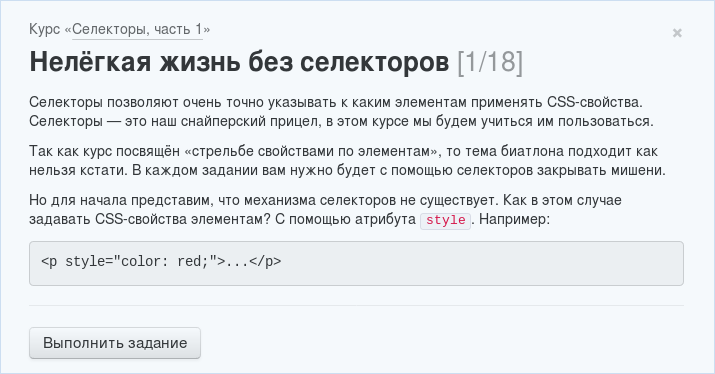 Курс «Селекторы, часть 1»
×
Нелёгкая жизнь без селекторов [1/18]
Селекторы позволяют очень точно указывать к каким элементам применять CSS-свойства.
Селекторы — это наш снайперский прицел, в этом курсе мы будем учиться им пользоваться.
Так как курс посвящён «стрельбе свойствами по элементам», то тема биатлона подходит как
нельзя кстати. В каждом задании вам нужно будет с помощью селекторов закрывать мишени.
Но для начала представим, что механизма селекторов не существует. Как в этом случае
задавать CSS-свойства элементам? С помощью атрибута style. Например:
<p style="color: red;">...</p>
Выполнить задание